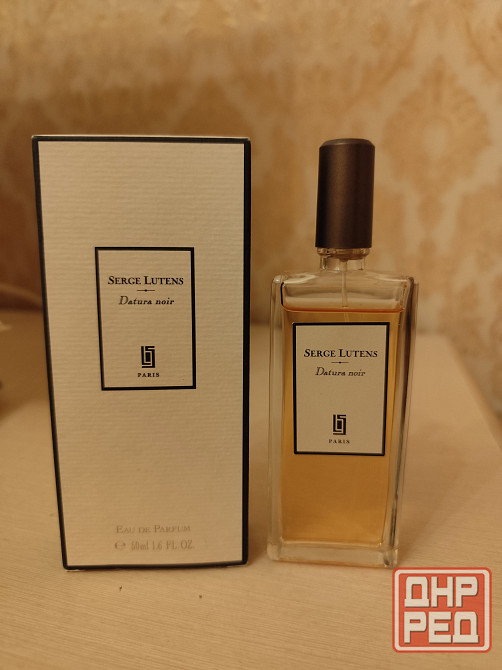 SERGE LUTENS
Datura noir
PARIS
EAU DE PARFUM
℮ 50ml 1.6 FL.OZ
SERGE LUTENS
Datura noir
PARIS
ДНР
РЕД